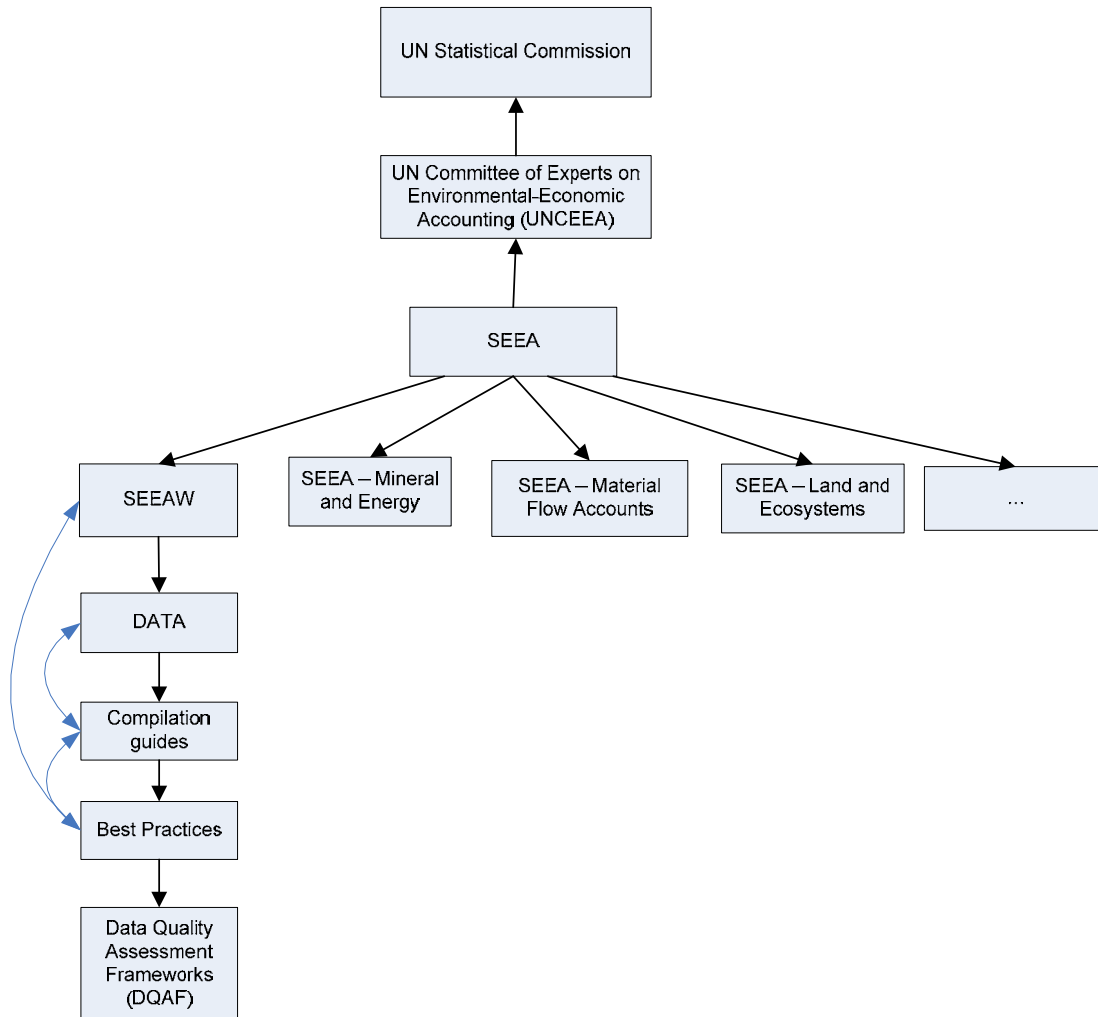 UN Statistical Commission
UN Committee of Experts on
Environmental-Economic
Accounting (UNCEEA)
SEEA
SEEAW
SEEA – Mineral
and Energy
SEEA – Material
Flow Accounts
SEEA – Land and
Ecosystems
...
DATA
Compilation
guides
Best Practices
Data Quality
Assessment
Frameworks
(DQAF)